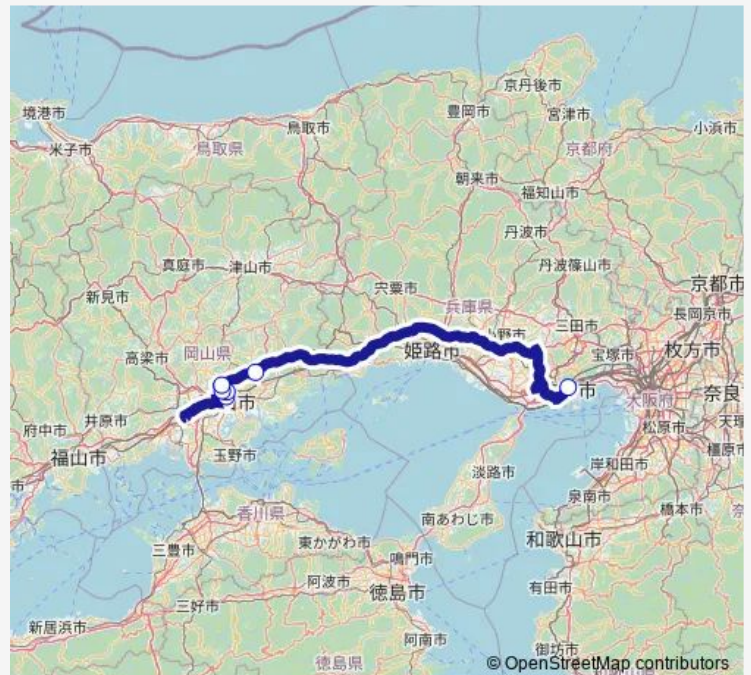 京丹後市
境港市
豊岡市
宮津市
鳥取市
小浜市
米子市
鳥取県
京都府
朝来市
福知山市
丹波市
真庭市
津山市
丹波篠山市
宍粟市
京都市
新見市
兵庫県
長岡京市
三田市
小野市
高梁市
岡山県
姫路市
宝塚市
枚方市
市
奈良
大阪府
井原市
府中市
松原市
福山市
玉野市
岸和田市
淡路市
泉南市
橋本市
南あわじ市
香川県
和歌山市
三豊市
東かがわ市
鳴門市
阿波市
徳島市
有田市
三好市
新居浜市
阿南市
御坊市
徳島県
© OpenStreetMap contributors